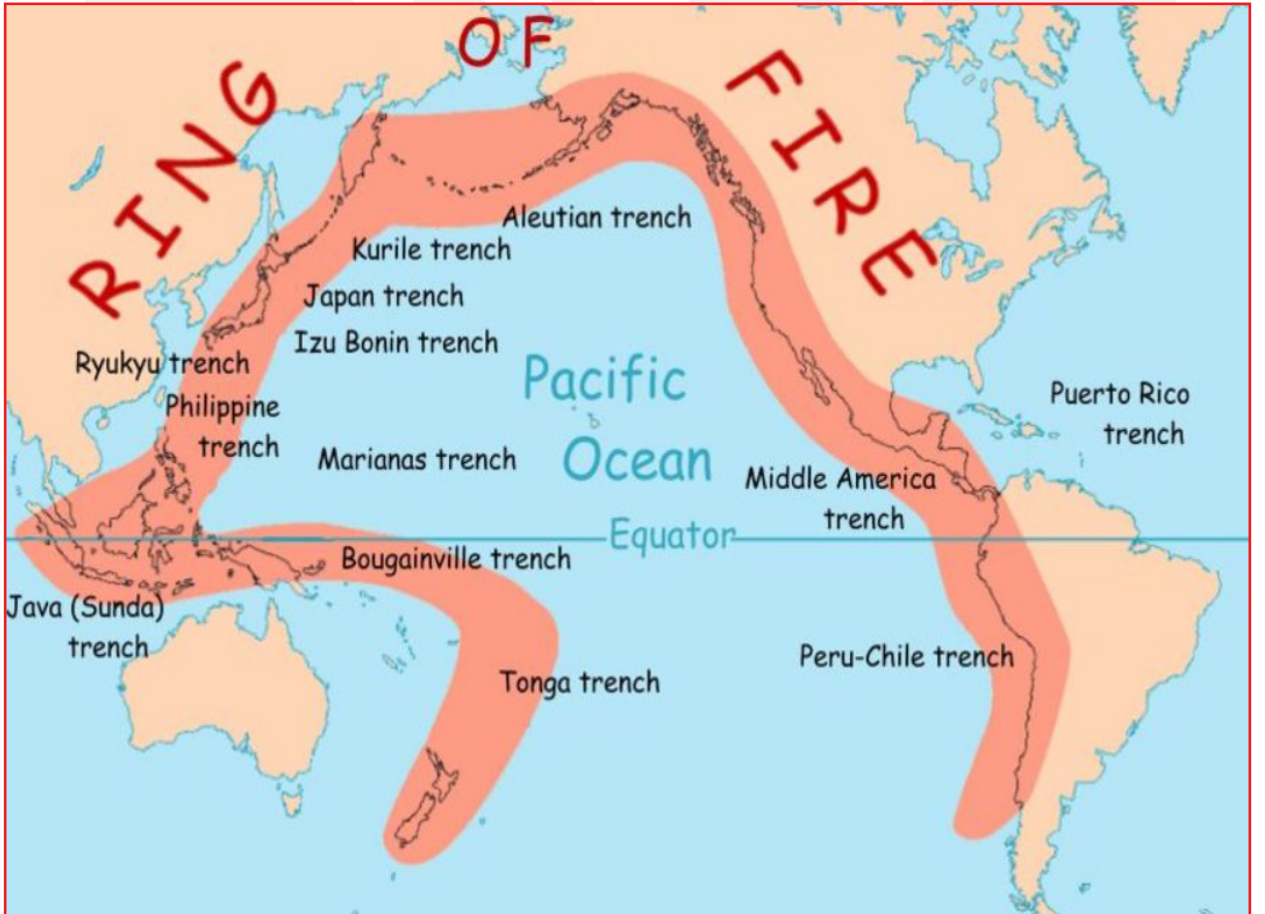 RING OF FIRE
Aleutian trench
Kurile trench
Japan trench
Izu Bonin trench
Ryukyu trench
Philippine
trench
Marianas trench
Pacific
Ocean
Puerto Rico
trench
Middle America
trench
Equator
Bougainville trench
Java (Sunda)
trench
Peru-Chile trench
Tonga trench